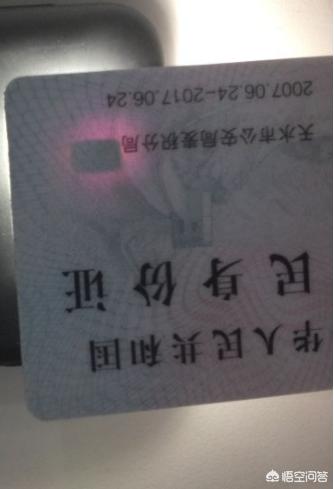 华人民共和国
民身份证
天水市公安局麦积分局
2007.06.24-2017.06.24
悟空问答